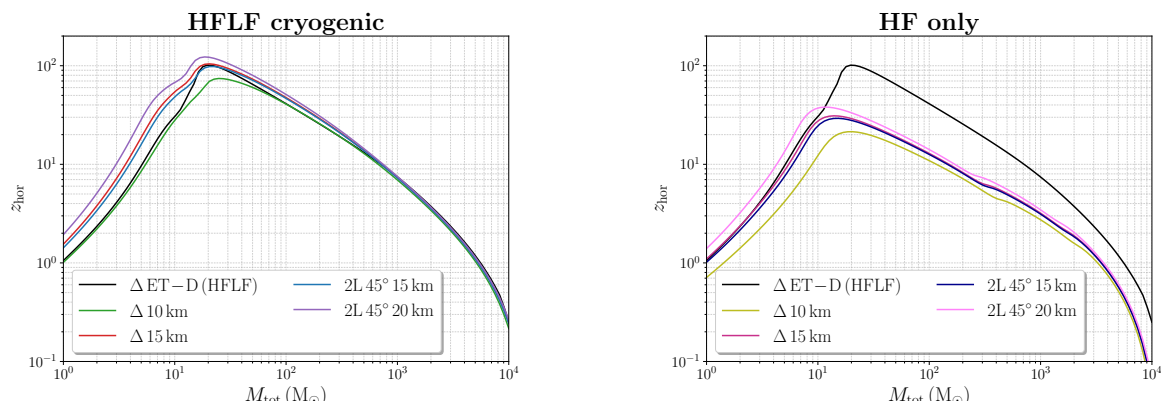 HFLF cryogenic
z_hor
10²
10¹
10⁰
10⁻¹
Δ ET−D (HFLF)
Δ 10 km
Δ 15 km
2L 45° 15 km
2L 45° 20 km
10⁰ 10¹ 10² 10³ 10⁴
M_tot (M_⊙)
HF only
z_hor
10²
10¹
10⁰
10⁻¹
Δ ET−D (HFLF)
Δ 10 km
Δ 15 km
2L 45° 15 km
2L 45° 20 km
10⁰ 10¹ 10² 10³ 10⁴
M_tot (M_⊙)